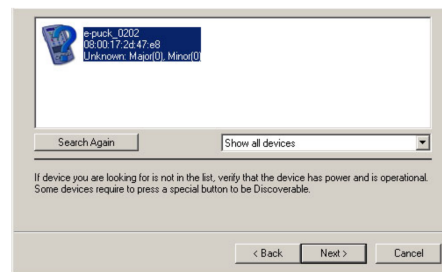 e-puck_0202
08:00:17:2d:47:e8
Unknown: Major(0), Minor(0)
Search Again
Show all devices
If device you are looking for is not in the list, verify that the device has power and is operational.
Some devices require to press a special button to be Discoverable.
< Back
Next >
Cancel